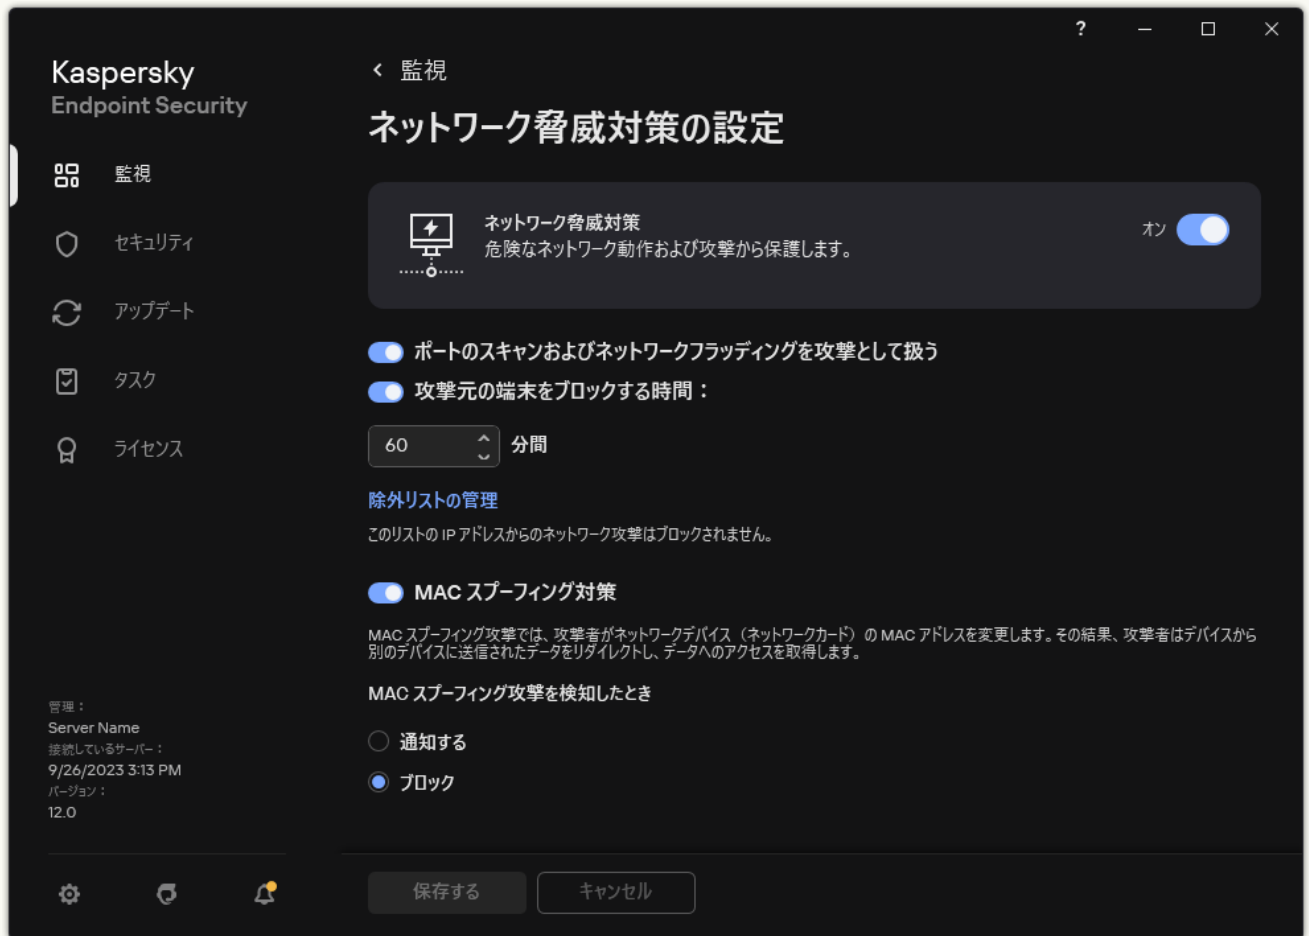 ?
Kaspersky
Endpoint Security
監視
セキュリティ
アップデート
タスク
ライセンス
管理：
Server Name
接続しているサーバー：
9/26/2023 3:13 PM
バージョン：
12.0
監視
ネットワーク脅威対策の設定
ネットワーク脅威対策
危険なネットワーク動作および攻撃から保護します。
オン
ポートのスキャンおよびネットワークフラッディングを攻撃として扱う
攻撃元の端末をブロックする時間：
60 分間
除外リストの管理
このリストの IP アドレスからのネットワーク攻撃はブロックされません。
MAC スプーフィング対策
MAC スプーフィング攻撃では、攻撃者がネットワークデバイス（ネットワークカード）の MAC アドレスを変更します。その結果、攻撃者はデバイスから
別のデバイスに送信されたデータをリダイレクトし、データへのアクセスを取得します。
MAC スプーフィング攻撃を検知したとき
通知する
ブロック
保存する
キャンセル